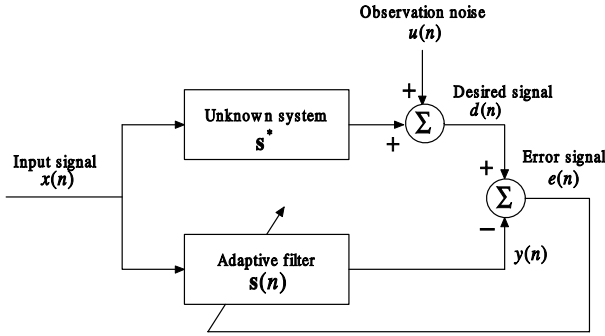 Observation noise
u(n)
Desired signal
d(n)
+
Σ
+
Unknown system
s*
Error signal
e(n)
+
Input signal
x(n)
Σ
−
Adaptive filter
s(n)
y(n)